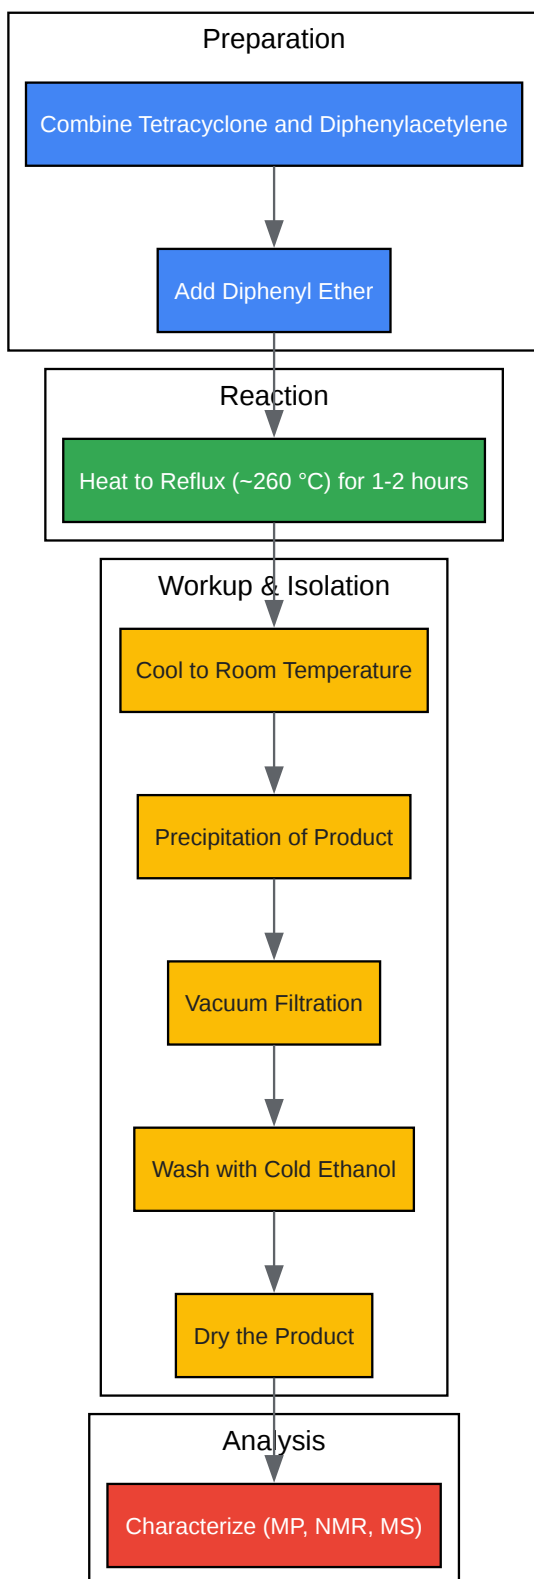 Preparation
Combine Tetracyclone and Diphenylacetylene
Add Diphenyl Ether
Reaction
Heat to Reflux (~260 °C) for 1-2 hours
Workup & Isolation
Cool to Room Temperature
Precipitation of Product
Vacuum Filtration
Wash with Cold Ethanol
Dry the Product
Analysis
Characterize (MP, NMR, MS)